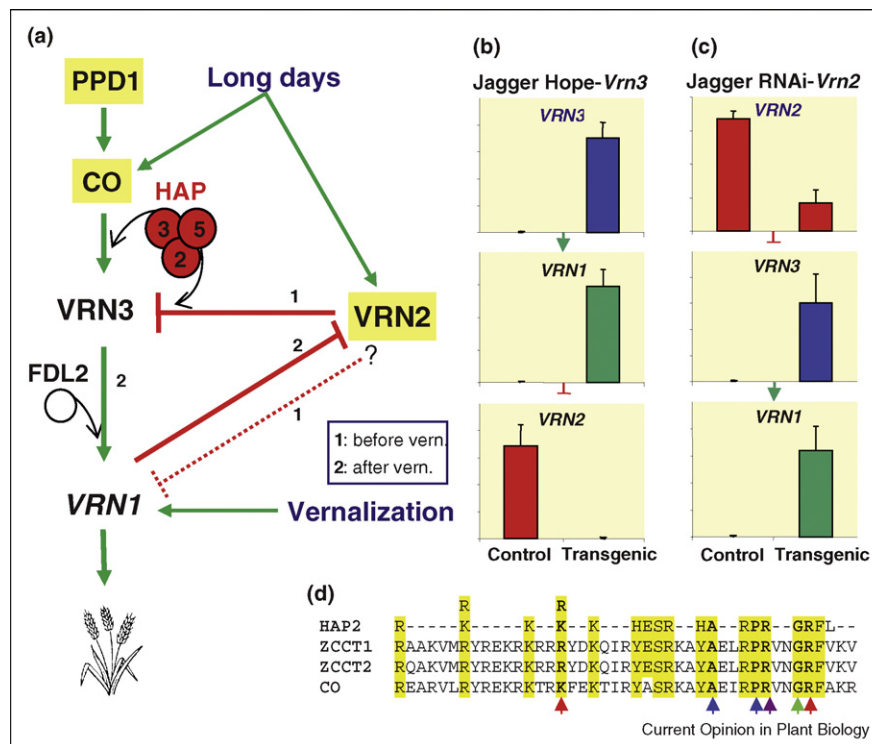 (a)
PPD1
Long days
CO
HAP
3 5
2
VRN3
1
VRN2
?
FDL2
2
2
1
1: before vern.
2: after vern.
VRN1
Vernalization
(b)
Jagger Hope-Vrn3
VRN3
VRN1
VRN2
Control Transgenic
(c)
Jagger RNAi-Vrn2
VRN2
VRN3
VRN1
Control Transgenic
(d)
R R
HAP2 R-----K-----K--K--K---HESR--HA---RPR--GRFL--
ZCCT1 RAAKVMRYREKRKRRRYDKQIRYESRKAYAELRPRVNGRFVKV
ZCCT2 RQAKVMRYREKRKRRRYDKQIRYESRKAYAELRPRVNGRFVKV
CO REARVLRYREKRKTRKFEKTIRYASRKAYAEIRPRVNGRFAKR
Current Opinion in Plant Biology